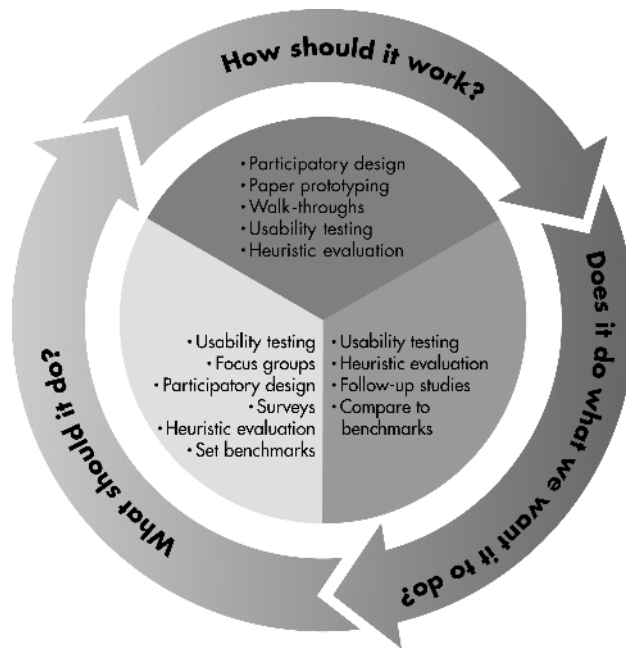 How should it work?
• Participatory design
• Paper prototyping
• Walk-throughs
• Usability testing
• Heuristic evaluation
Does it do what we want it to do?
• Usability testing
• Heuristic evaluation
• Follow-up studies
• Compare to
benchmarks
What should it do?
• Usability testing
• Focus groups
• Participatory design
• Surveys
• Heuristic evaluation
• Set benchmarks